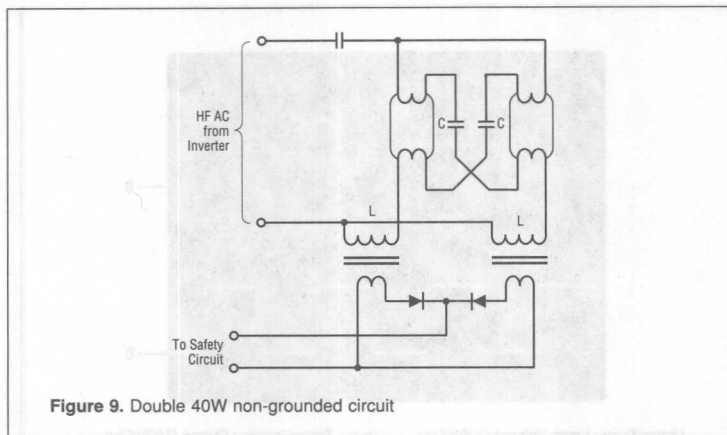 HF AC
from
Inverter
C
C
L
L
To Safety
Circuit
Figure 9. Double 40W non-grounded circuit